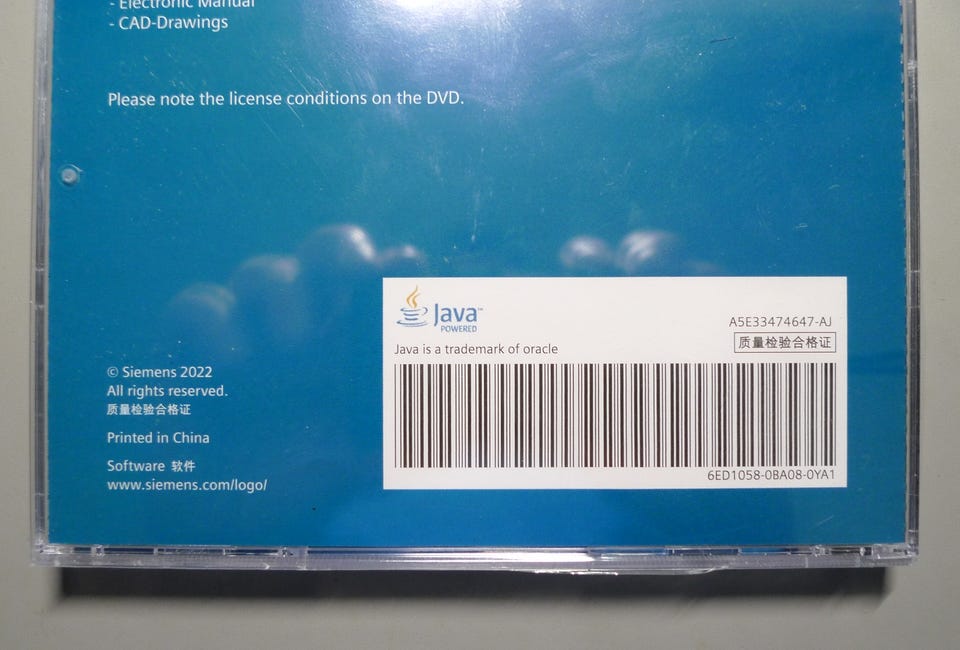 - Electronic Manual
- CAD-Drawings
Please note the license conditions on the DVD.
Java™
POWERED
A5E33474647-AJ
质量检验合格证
Java is a trademark of oracle
6ED1058-0BA08-0YA1
© Siemens 2022
All rights reserved.
质量检验合格证
Printed in China
Software 软件
www.siemens.com/logo/